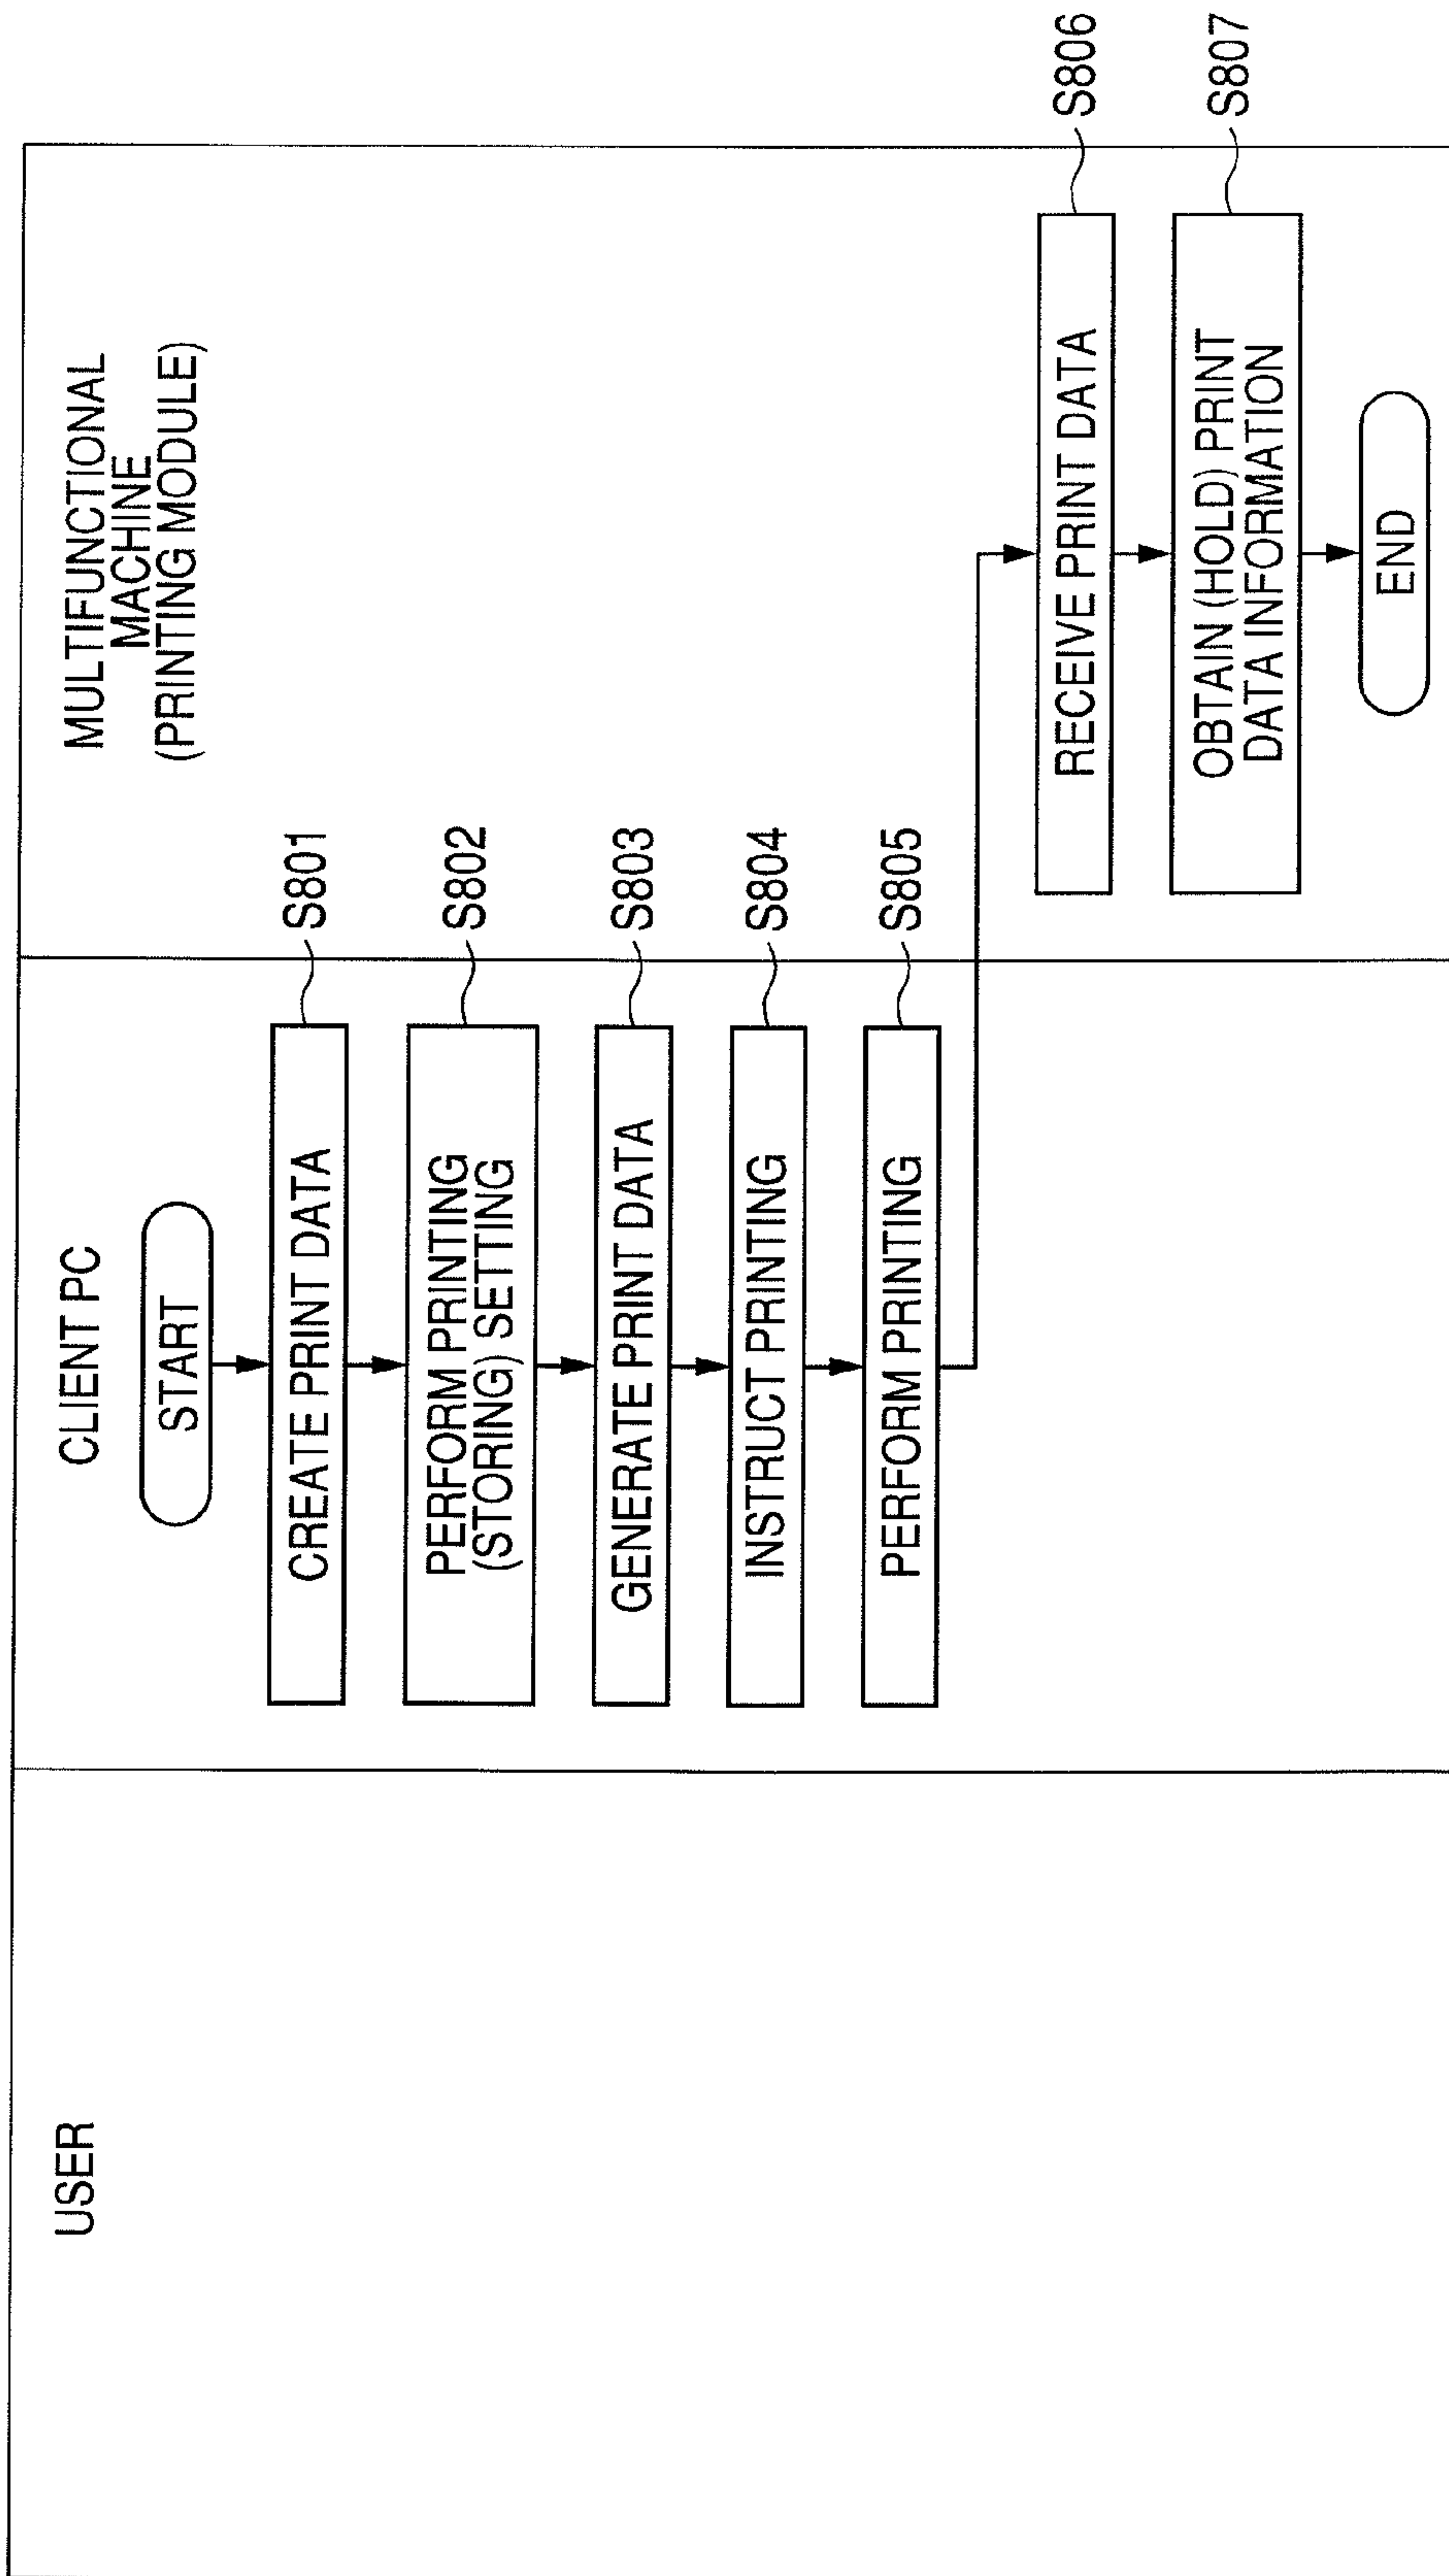 USER
CLIENT PC
MULTIFUNCTIONAL
MACHINE
(PRINTING MODULE)
START
CREATE PRINT DATA
S801
PERFORM PRINTING
(STORING) SETTING
S802
GENERATE PRINT DATA
S803
INSTRUCT PRINTING
S804
PERFORM PRINTING
S805
RECEIVE PRINT DATA
S806
OBTAIN (HOLD) PRINT
DATA INFORMATION
S807
END